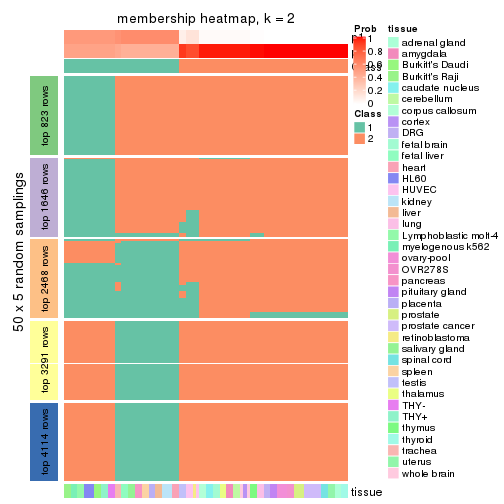 membership heatmap, k = 2
50 x 5 random samplings
top 823 rows
top 1646 rows
top 2468 rows
top 3291 rows
top 4114 rows
Prob
1
0.8
0.6
0.4
0.2
0
Class
1
2
tissue
adrenal gland
amygdala
Burkitt's Daudi
Burkitt's Raji
caudate nucleus
cerebellum
corpus callosum
cortex
DRG
fetal brain
fetal liver
heart
HL60
HUVEC
kidney
liver
lung
Lymphoblastic molt-4
myelogenous k562
ovary-pool
OVR278S
pancreas
pituitary gland
placenta
prostate
prostate cancer
retinoblastoma
salivary gland
spinal cord
spleen
testis
thalamus
THY-
THY+
thymus
thyroid
trachea
uterus
whole brain
tissue